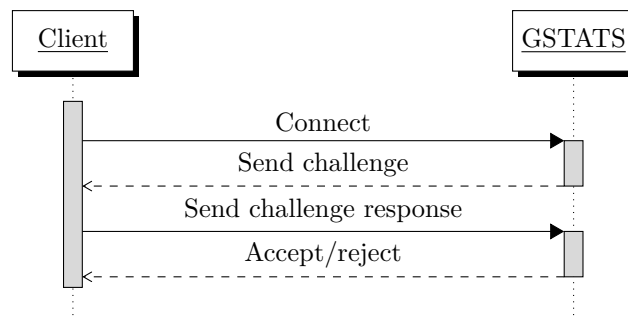 Client
GSTATS
Connect
Send challenge
Send challenge response
Accept/reject